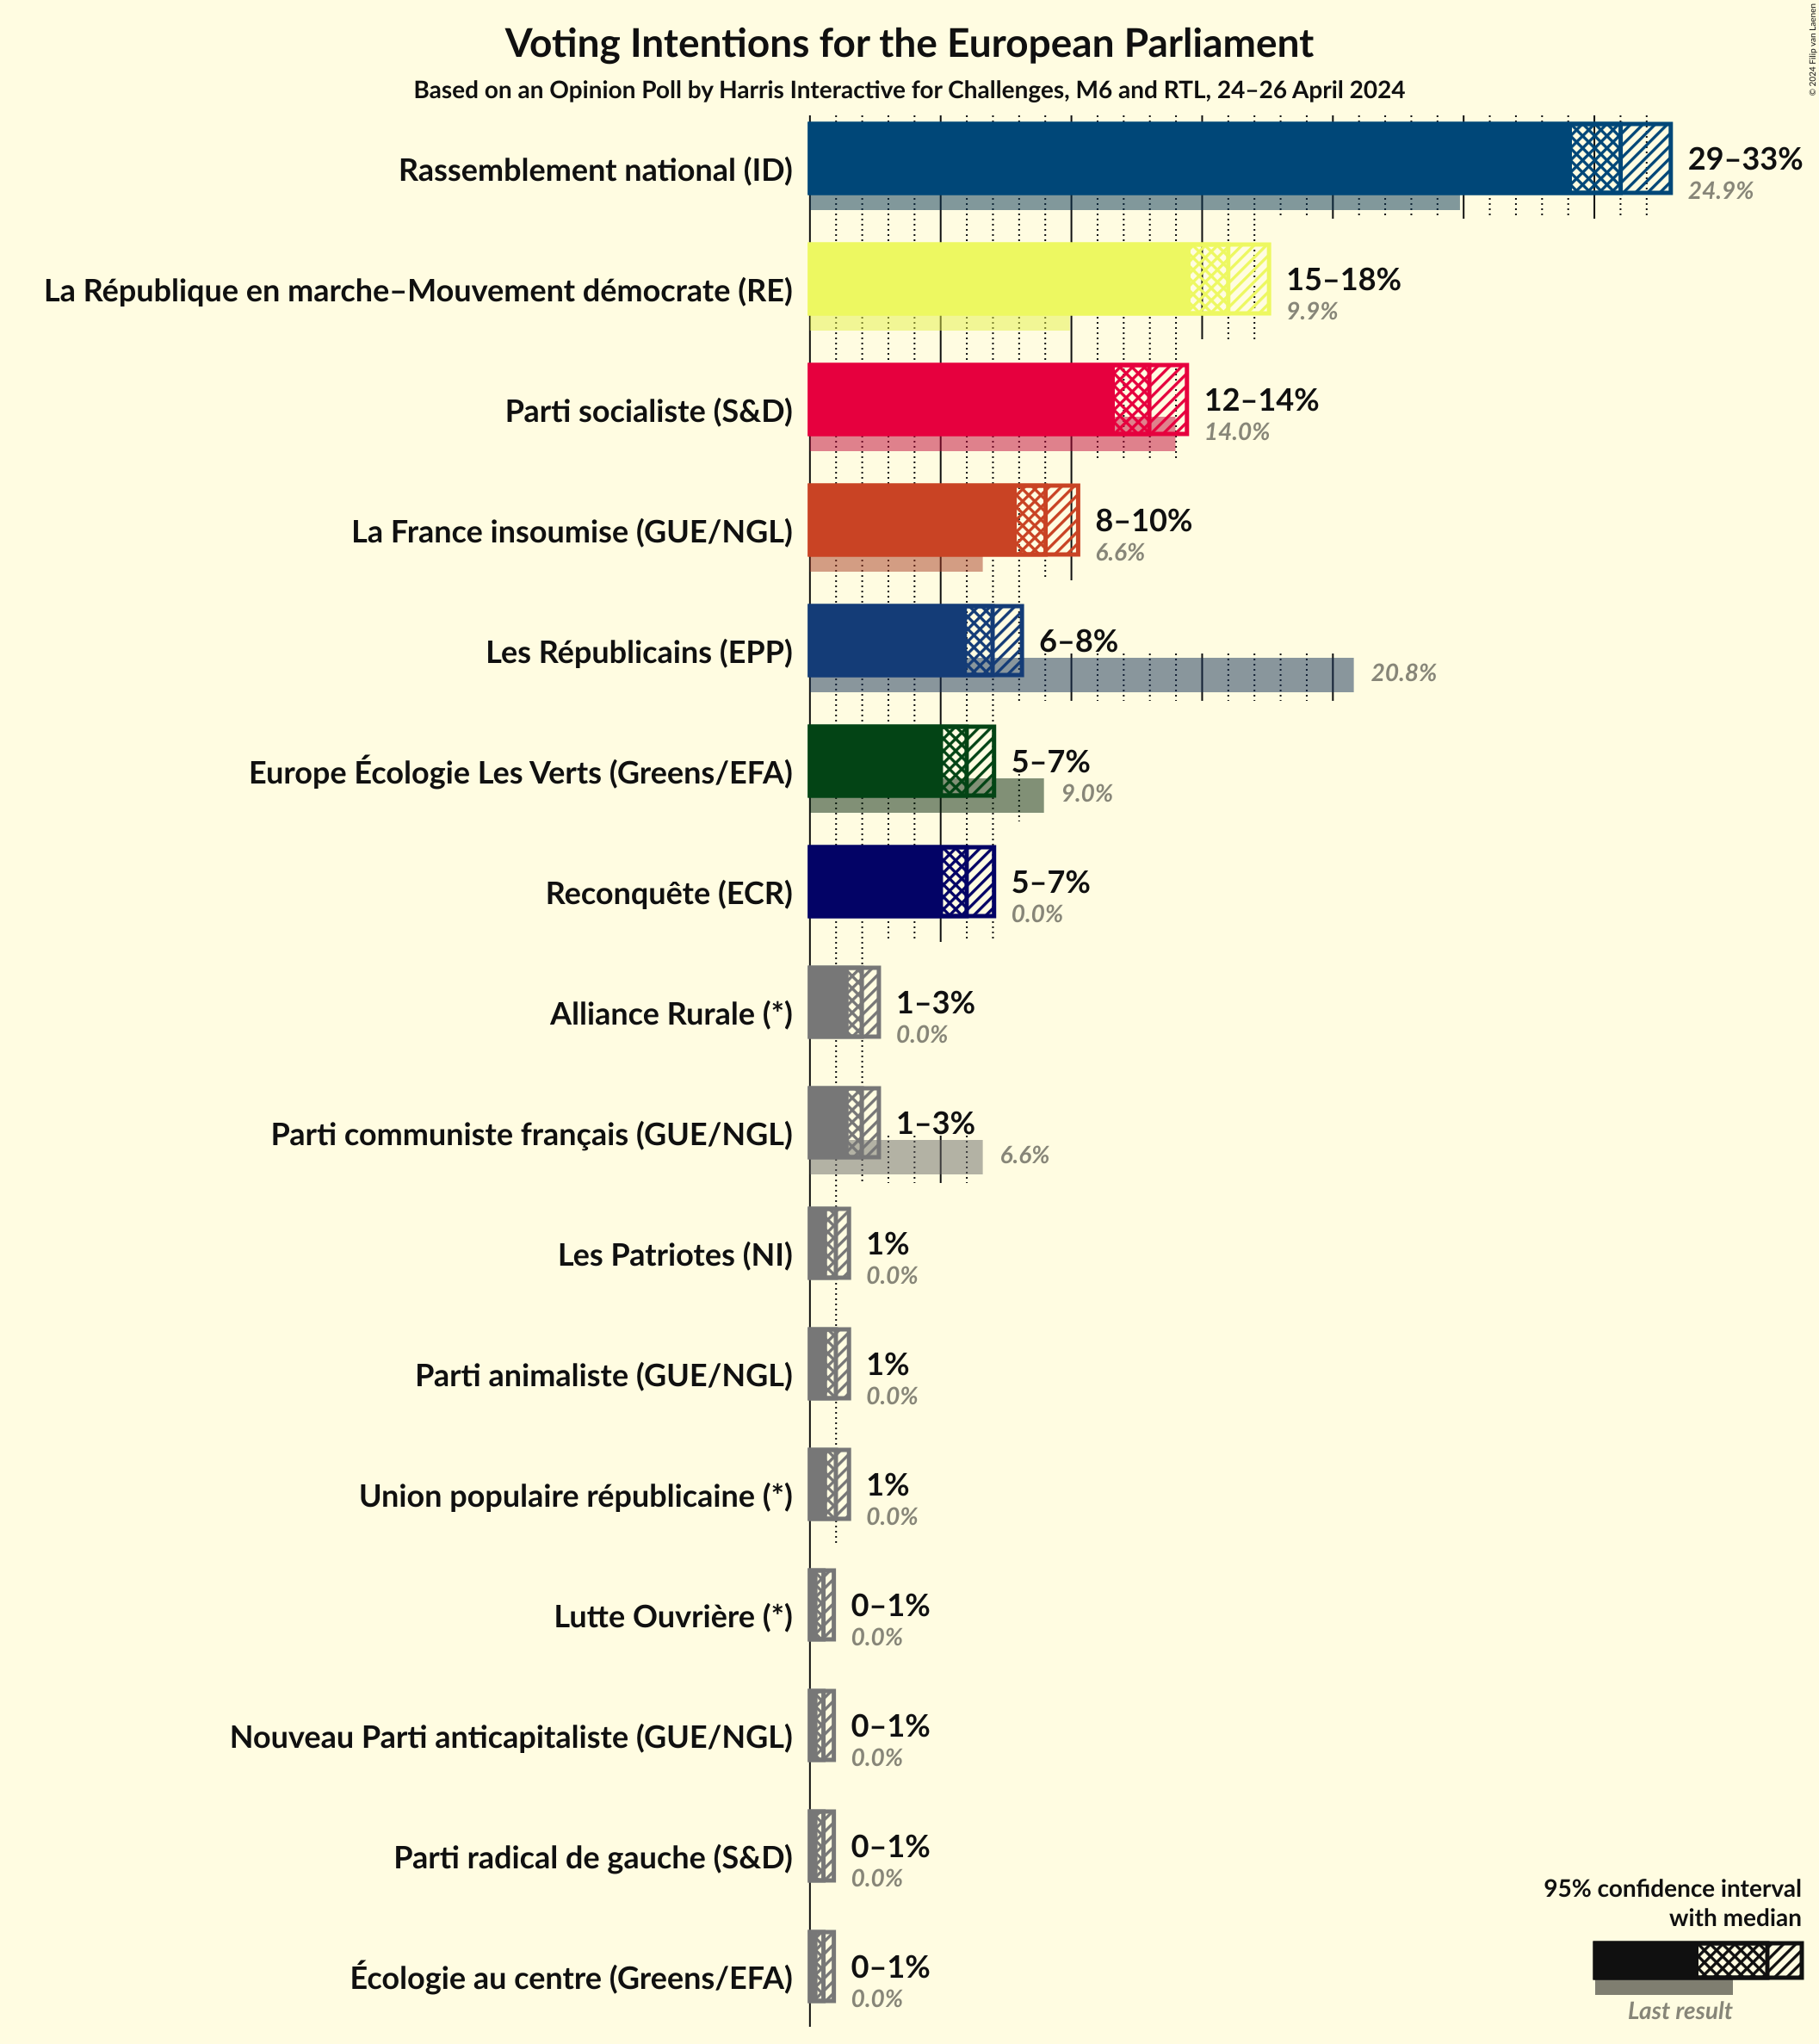 © 2024 Filip van Laenen
Voting Intentions for the European Parliament
Based on an Opinion Poll by Harris Interactive for Challenges, M6 and RTL, 24–26 April 2024
Rassemblement national (ID)
29–33%
24.9%
La République en marche–Mouvement démocrate (RE)
15–18%
9.9%
Parti socialiste (S&D)
12–14%
14.0%
La France insoumise (GUE/NGL)
8–10%
6.6%
Les Républicains (EPP)
6–8%
20.8%
Europe Écologie Les Verts (Greens/EFA)
5–7%
9.0%
Reconquête (ECR)
5–7%
0.0%
Alliance Rurale (*)
1–3%
0.0%
Parti communiste français (GUE/NGL)
1–3%
6.6%
Les Patriotes (NI)
1%
0.0%
Parti animaliste (GUE/NGL)
1%
0.0%
Union populaire républicaine (*)
1%
0.0%
Lutte Ouvrière (*)
0–1%
0.0%
Nouveau Parti anticapitaliste (GUE/NGL)
0–1%
0.0%
Parti radical de gauche (S&D)
0–1%
0.0%
Écologie au centre (Greens/EFA)
0–1%
0.0%
95% confidence interval
with median
Last result